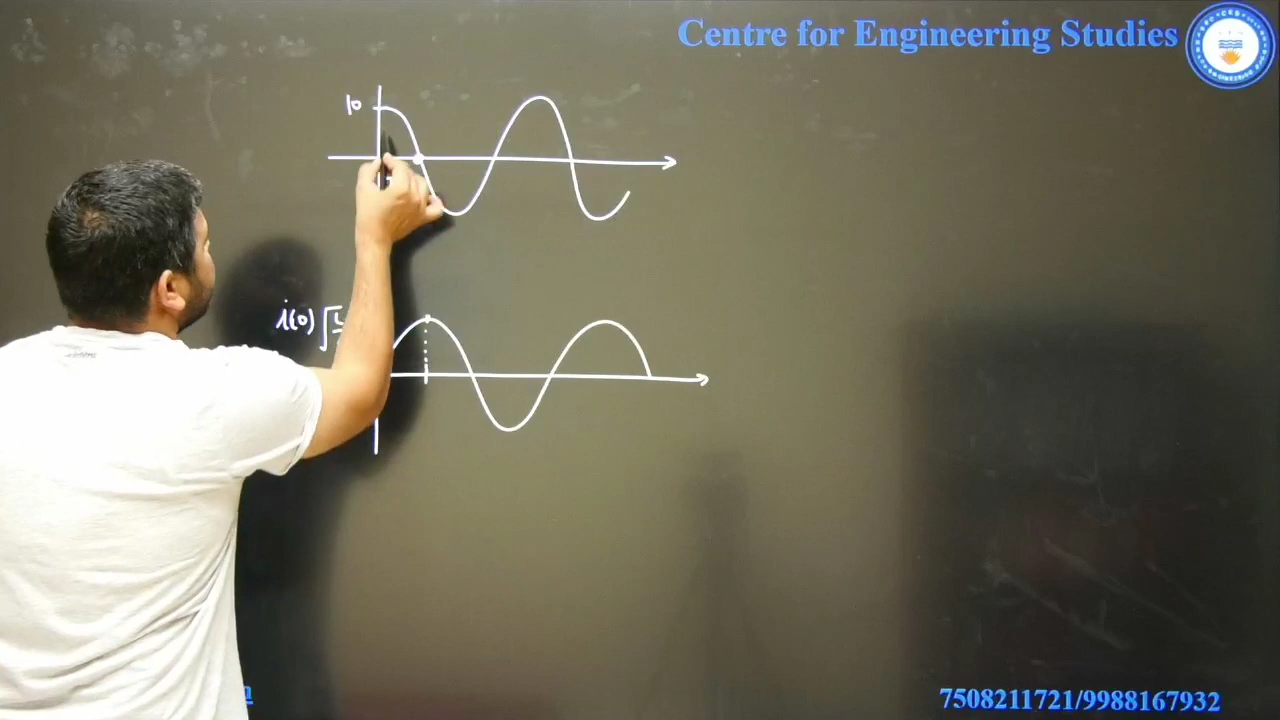 Centre for Engineering Studies
10
i(0) √L
7508211721/9988167932